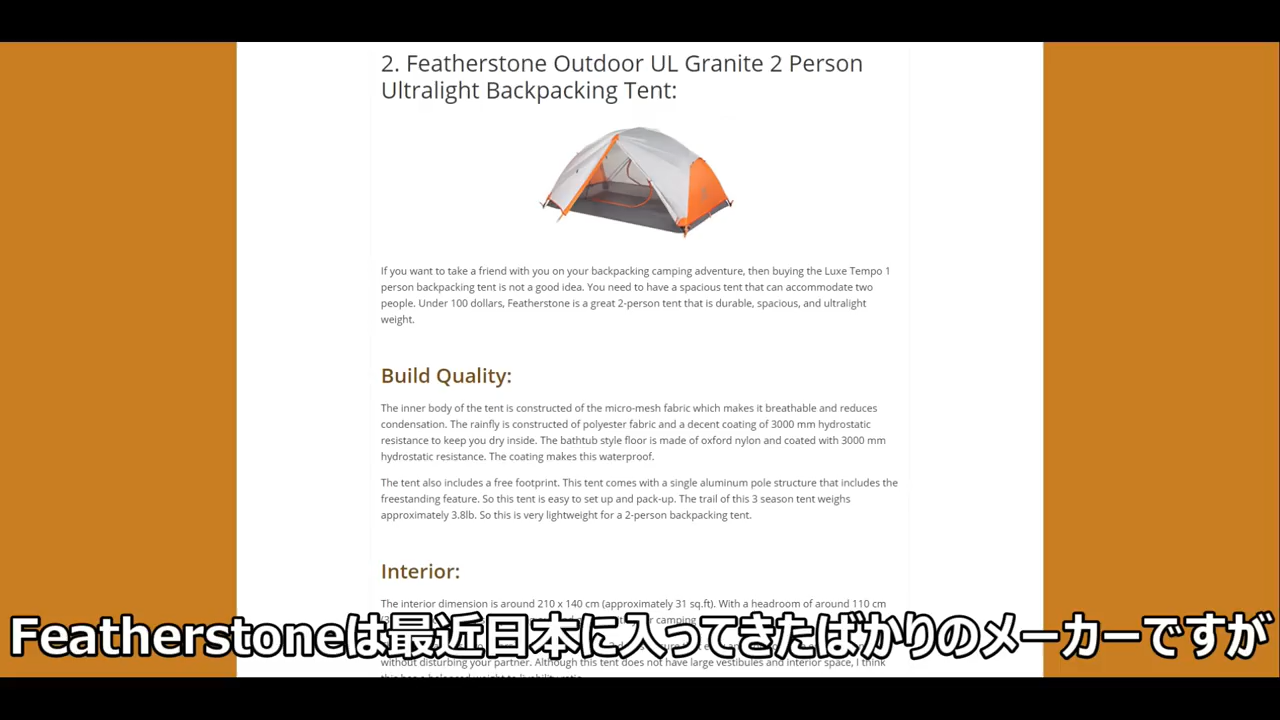 2. Featherstone Outdoor UL Granite 2 Person
Ultralight Backpacking Tent:
If you want to take a friend with you on your backpacking camping adventure, then buying the Luxe Tempo 1
person backpacking tent is not a good idea. You need to have a spacious tent that can accommodate two
people. Under 100 dollars, Featherstone is a great 2-person tent that is durable, spacious, and ultralight
weight.
Build Quality:
The inner body of the tent is constructed of the micro-mesh fabric which makes it breathable and reduces
condensation. The rainfly is constructed of polyester fabric and a decent coating of 3000 mm hydrostatic
resistance to keep you dry inside. The bathtub style floor is made of oxford nylon and coated with 3000 mm
hydrostatic resistance. The coating makes this waterproof.
The tent also includes a free footprint. This tent comes with a single aluminum pole structure that includes the
freestanding feature. So this tent is easy to set up and pack-up. The trail of this 3 season tent weighs
approximately 3.8lb. So this is very lightweight for a 2-person backpacking tent.
Interior:
The interior dimension is around 210 x 140 cm (approximately 31 sq.ft). With a headroom of around 110 cm
camping
Featherstoneは最近日本に入ってきたばかりのメーカーですが
without disturbing your partner. Although this tent does not have large vestibules and interior space, I think